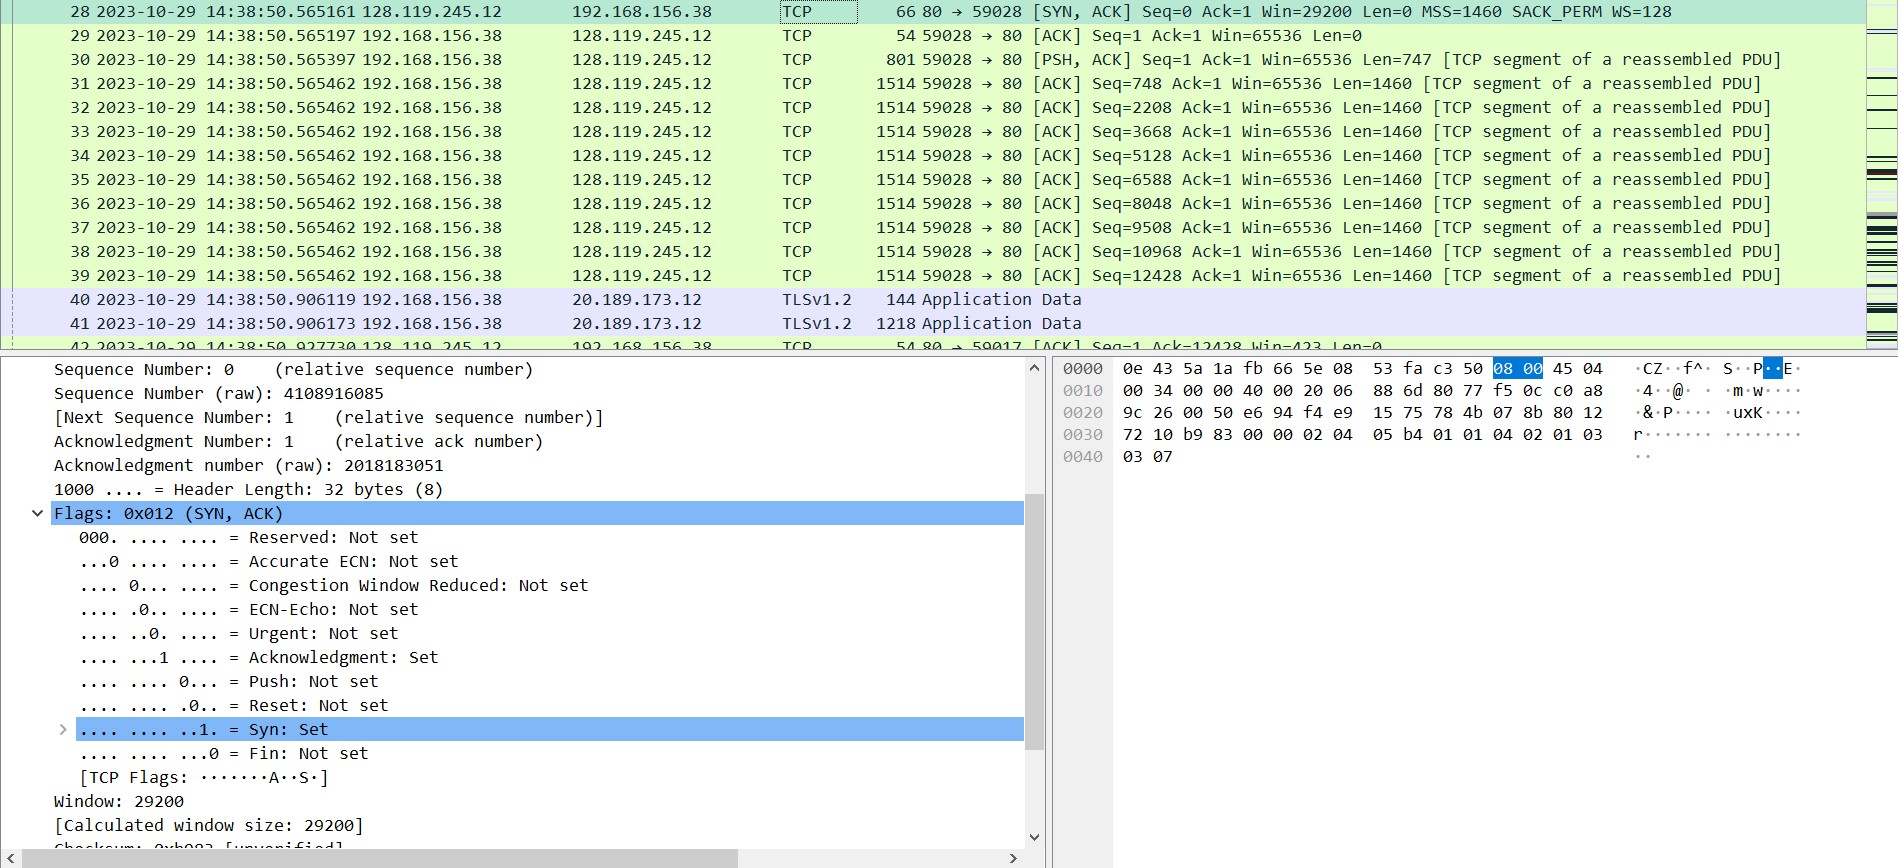 28 2023-10-29 14:38:50.565161 128.119.245.12 192.168.156.38 TCP 66 80 → 59028 [SYN, ACK] Seq=0 Ack=1 Win=29200 Len=0 MSS=1460 SACK_PERM WS=128
29 2023-10-29 14:38:50.565197 192.168.156.38 128.119.245.12 TCP 54 59028 → 80 [ACK] Seq=1 Ack=1 Win=65536 Len=0
30 2023-10-29 14:38:50.565397 192.168.156.38 128.119.245.12 TCP 801 59028 → 80 [PSH, ACK] Seq=1 Ack=1 Win=65536 Len=747 [TCP segment of a reassembled PDU]
31 2023-10-29 14:38:50.565462 192.168.156.38 128.119.245.12 TCP 1514 59028 → 80 [ACK] Seq=748 Ack=1 Win=65536 Len=1460 [TCP segment of a reassembled PDU]
32 2023-10-29 14:38:50.565462 192.168.156.38 128.119.245.12 TCP 1514 59028 → 80 [ACK] Seq=2208 Ack=1 Win=65536 Len=1460 [TCP segment of a reassembled PDU]
33 2023-10-29 14:38:50.565462 192.168.156.38 128.119.245.12 TCP 1514 59028 → 80 [ACK] Seq=3668 Ack=1 Win=65536 Len=1460 [TCP segment of a reassembled PDU]
34 2023-10-29 14:38:50.565462 192.168.156.38 128.119.245.12 TCP 1514 59028 → 80 [ACK] Seq=5128 Ack=1 Win=65536 Len=1460 [TCP segment of a reassembled PDU]
35 2023-10-29 14:38:50.565462 192.168.156.38 128.119.245.12 TCP 1514 59028 → 80 [ACK] Seq=6588 Ack=1 Win=65536 Len=1460 [TCP segment of a reassembled PDU]
36 2023-10-29 14:38:50.565462 192.168.156.38 128.119.245.12 TCP 1514 59028 → 80 [ACK] Seq=8048 Ack=1 Win=65536 Len=1460 [TCP segment of a reassembled PDU]
37 2023-10-29 14:38:50.565462 192.168.156.38 128.119.245.12 TCP 1514 59028 → 80 [ACK] Seq=9508 Ack=1 Win=65536 Len=1460 [TCP segment of a reassembled PDU]
38 2023-10-29 14:38:50.565462 192.168.156.38 128.119.245.12 TCP 1514 59028 → 80 [ACK] Seq=10968 Ack=1 Win=65536 Len=1460 [TCP segment of a reassembled PDU]
39 2023-10-29 14:38:50.565462 192.168.156.38 128.119.245.12 TCP 1514 59028 → 80 [ACK] Seq=12428 Ack=1 Win=65536 Len=1460 [TCP segment of a reassembled PDU]
40 2023-10-29 14:38:50.906119 192.168.156.38 20.189.173.12 TLSv1.2 144 Application Data
41 2023-10-29 14:38:50.906173 192.168.156.38 20.189.173.12 TLSv1.2 1218 Application Data
42 2023-10-29 14:38:50.927730 128.119.245.12 192.168.156.38 TCP 54 80 → 59017 [ACK] Seq=1 Ack=12428 Win=423 Len=0
Sequence Number: 0 (relative sequence number)
Sequence Number (raw): 4108916085
[Next Sequence Number: 1 (relative sequence number)]
Acknowledgment Number: 1 (relative ack number)
Acknowledgment number (raw): 2018183051
1000 .... = Header Length: 32 bytes (8)
Flags: 0x012 (SYN, ACK)
000. .... .... = Reserved: Not set
...0 .... .... = Accurate ECN: Not set
.... 0... .... = Congestion Window Reduced: Not set
.... .0.. .... = ECN-Echo: Not set
.... ..0. .... = Urgent: Not set
.... ...1 .... = Acknowledgment: Set
.... .... 0... = Push: Not set
.... .... .0.. = Reset: Not set
.... .... ..1. = Syn: Set
.... .... ...0 = Fin: Not set
[TCP Flags: ·······A··S·]
Window: 29200
[Calculated window size: 29200]
Checksum: 0xb983 [unverified]
0000 0e 43 5a 1a fb 66 5e 08 53 fa c3 50 08 00 45 04 ·CZ··f^· S··P··E·
0010 00 34 00 00 40 00 20 06 88 6d 80 77 f5 0c c0 a8 ·4··@· · ·m·w····
0020 9c 26 00 50 e6 94 f4 e9 15 75 78 4b 07 8b 80 12 ·&·P···· ·uxK····
0030 72 10 b9 83 00 00 02 04 05 b4 01 01 04 02 01 03 r······· ········
0040 03 07 ··